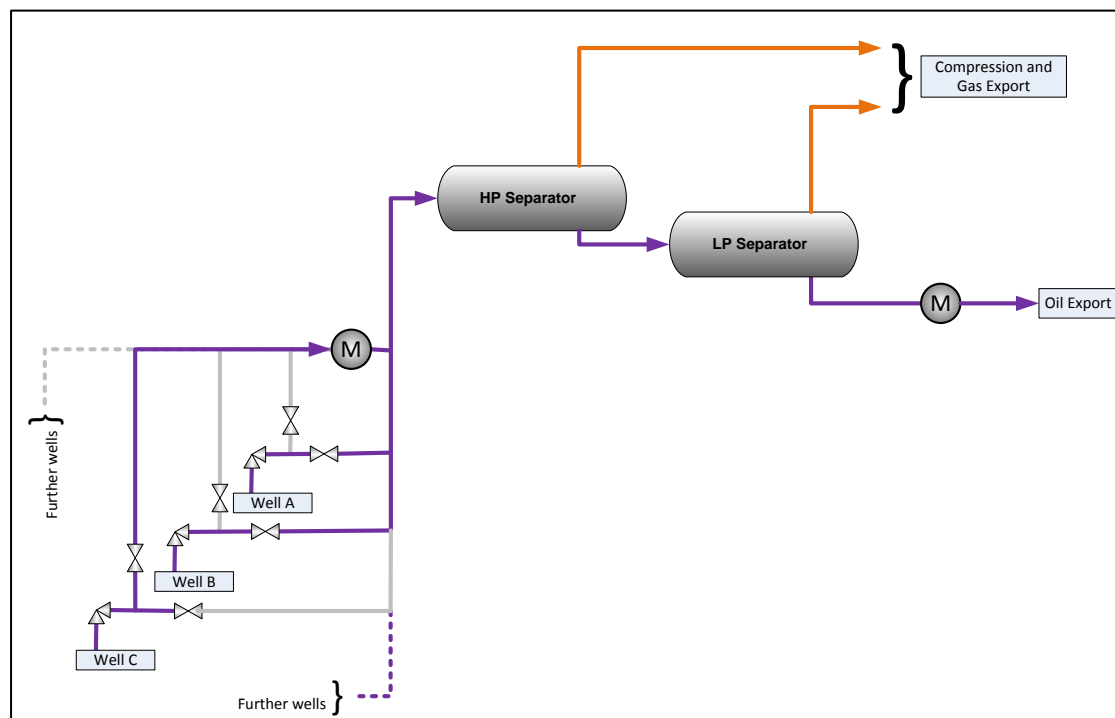 Compression and
Gas Export
HP Separator
LP Separator
M
Oil Export
M
Further wells
Well A
Well B
Well C
Further wells